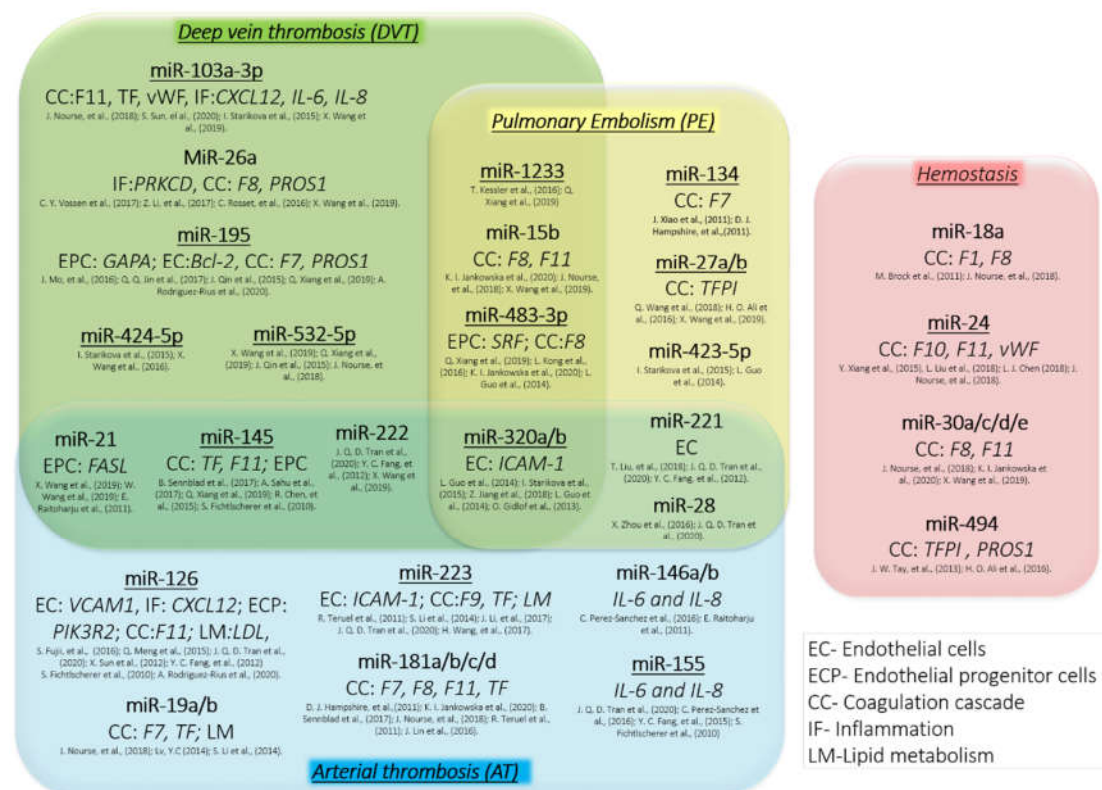 Deep vein thrombosis (DVT)
miR-103a-3p
CC:F11, TF, vWF, IF:CXCL12, IL-6, IL-8
J. Nourse, et al., (2018); S. Sun, el al., (2020); I. Starikova et al., (2015); X. Wang et
al., (2019).
MiR-26a
IF:PRKCD, CC: F8, PROS1
C. Y. Vossen et al., (2017); Z. Li, et al., (2017); C. Rosset, et al., (2016); X. Wang et al., (2019).
miR-195
EPC: GAPA; EC:Bcl-2, CC: F7, PROS1
J. Mo, et al., (2016); Q. Q. Jin et al., (2017); J. Qin et al., (2015); Q. Xiang et al., (2019); A.
Rodriguez-Rius et al., (2020).
miR-424-5p
I. Starikova et al., (2015); X.
Wang et al., (2016).
miR-532-5p
X. Wang et al., (2019); Q. Xiang et al.,
(2019); J. Qin et al., (2015); J. Nourse, et
al., (2018).
Pulmonary Embolism (PE)
miR-1233
T. Kessler et al., (2016); Q.
Xiang et al., (2019)
miR-15b
CC: F8, F11
K. I. Jankowska et al., (2020); J. Nourse,
et al., (2018); X. Wang et al., (2019).
miR-483-3p
EPC: SRF; CC:F8
Q. Xiang et al., (2019); L. Kong et al.,
(2016); K. I. Jankowska et al., (2020); L.
Guo et al., (2014).
miR-134
CC: F7
J. Xiao et al., (2011); D. J.
Hampshire, et al.,(2011).
miR-27a/b
CC: TFPI
Q. Wang et al., (2018); H. O. Ali et
al., (2016); X. Wang et al., (2019).
miR-423-5p
I. Starikova et al., (2015); L. Guo
et al., (2014).
miR-21
EPC: FASL
X. Wang et al., (2019); W.
Wang et al., (2019); E.
Raitoharju et al., (2011).
miR-145
CC: TF, F11; EPC
B. Sennblad et al., (2017); A. Sahu et al.,
(2017); Q. Xiang et al., (2019); R. Chen, et
al., (2015); S. Fichtlscherer et al., (2010).
miR-222
J. Q. D. Tran et al.,
(2020); Y. C. Fang, et al.,
(2012); X. Wang et al.,
(2019).
miR-320a/b
EC: ICAM-1
L. Guo et al., (2014); I. Starikova et al.,
(2015); Z. Jiang et al., (2018); L. Guo et
al., (2014); O. Gidlof et al., (2013).
miR-221
EC
T. Liu, et al., (2018); J. Q. D. Tran et al.,
(2020); Y. C. Fang et al., (2012).
miR-28
X. Zhou et al., (2016); J. Q. D. Tran et al.,
(2020).
miR-126
EC: VCAM1, IF: CXCL12; ECP:
PIK3R2; CC:F11; LM:LDL,
S. Fujii, et al., (2016); Q. Meng et al., (2015); J. Q. D. Tran et al.,
(2020); X. Sun et al., (2012); Y. C. Fang, et al., (2012)
S. Fichtlscherer et al., (2010); A. Rodriguez-Rius et al., (2020).
miR-19a/b
CC: F7, TF; LM
J. Nourse, et al., (2018); Lv, Y.C (2014); S. Li et al., (2014).
miR-223
EC: ICAM-1; CC:F9, TF; LM
R. Teruel et al., (2011); S. Li et al., (2014); J. Li, et al., (2017);
J. Q. D. Tran et al., (2020); H. Wang, et al., (2017).
miR-181a/b/c/d
CC: F7, F8, F11, TF
D. J. Hampshire, et al.,(2011); K. I. Jankowska et al., (2020); B.
Sennblad et al., (2017); J. Nourse, et al., (2018); R. Teruel et al.,
(2011); J. Lin et al., (2016).
miR-146a/b
IL-6 and IL-8
C. Perez-Sanchez et al., (2016); E. Raitoharju
et al., (2011).
miR-155
IL-6 and IL-8
J. Q. D. Tran et al., (2020); C. Perez-Sanchez et
al., (2016); Y. C. Fang, et al., (2015); S.
Fichtlscherer et al., (2010)
Arterial thrombosis (AT)
Hemostasis
miR-18a
CC: F1, F8
M. Brock et al., (2011); J. Nourse, et al., (2018).
miR-24
CC: F10, F11, vWF
Y. Xiang et al., (2015), L. Liu et al., (2018); L. J. Chen (2018); J.
Nourse, et al., (2018).
miR-30a/c/d/e
CC: F8, F11
J. Nourse, et al., (2018); K. I. Jankowska et
al., (2020); X. Wang et al., (2019).
miR-494
CC: TFPI , PROS1
J. W. Tay, et al., (2013); H. O. Ali et al., (2016).
EC- Endothelial cells
ECP- Endothelial progenitor cells
CC- Coagulation cascade
IF- Inflammation
LM-Lipid metabolism